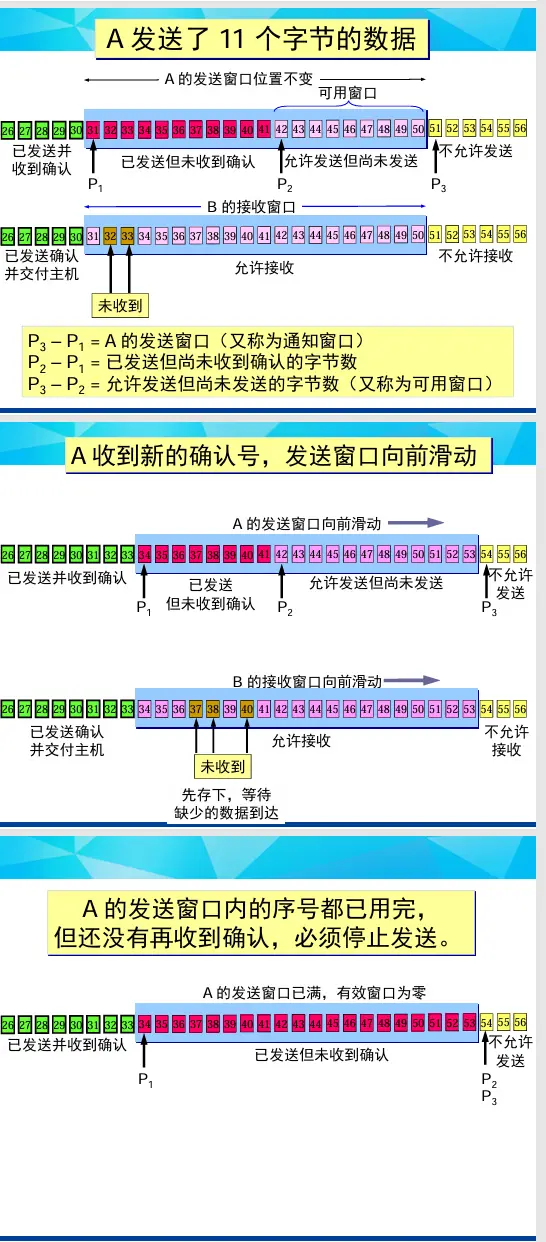 A 发送了 11 个字节的数据
A 的发送窗口位置不变
可用窗口
26 27 28 29 30 31 32 33 34 35 36 37 38 39 40 41 42 43 44 45 46 47 48 49 50 51 52 53 54 55 56
已发送并
收到确认
已发送但未收到确认
允许发送但尚未发送
不允许发送
P1
P2
P3
B 的接收窗口
26 27 28 29 30 31 32 33 34 35 36 37 38 39 40 41 42 43 44 45 46 47 48 49 50 51 52 53 54 55 56
已发送确认
并交付主机
允许接收
不允许接收
未收到
P3 – P1 = A 的发送窗口（又称为通知窗口）
P2 – P1 = 已发送但尚未收到确认的字节数
P3 – P2 = 允许发送但尚未发送的字节数（又称为可用窗口）
A 收到新的确认号，发送窗口向前滑动
A 的发送窗口向前滑动
26 27 28 29 30 31 32 33 34 35 36 37 38 39 40 41 42 43 44 45 46 47 48 49 50 51 52 53 54 55 56
已发送并收到确认
已发送
但未收到确认
允许发送但尚未发送
不允许
发送
P1
P2
P3
B 的接收窗口向前滑动
26 27 28 29 30 31 32 33 34 35 36 37 38 39 40 41 42 43 44 45 46 47 48 49 50 51 52 53 54 55 56
已发送确认
并交付主机
允许接收
不允许
接收
未收到
先存下，等待
缺少的数据到达
A 的发送窗口内的序号都已用完，
但还没有再收到确认，必须停止发送。
A 的发送窗口已满，有效窗口为零
26 27 28 29 30 31 32 33 34 35 36 37 38 39 40 41 42 43 44 45 46 47 48 49 50 51 52 53 54 55 56
已发送并收到确认
已发送但未收到确认
不允许
发送
P1
P2
P3